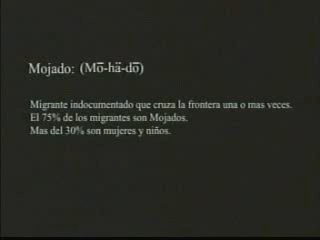 Mojado: (Mō-hä-dō)
Migrante indocumentado que cruza la frontera una o mas veces.
El 75% de los migrantes son Mojados.
Mas del 30% son mujeres y niños.